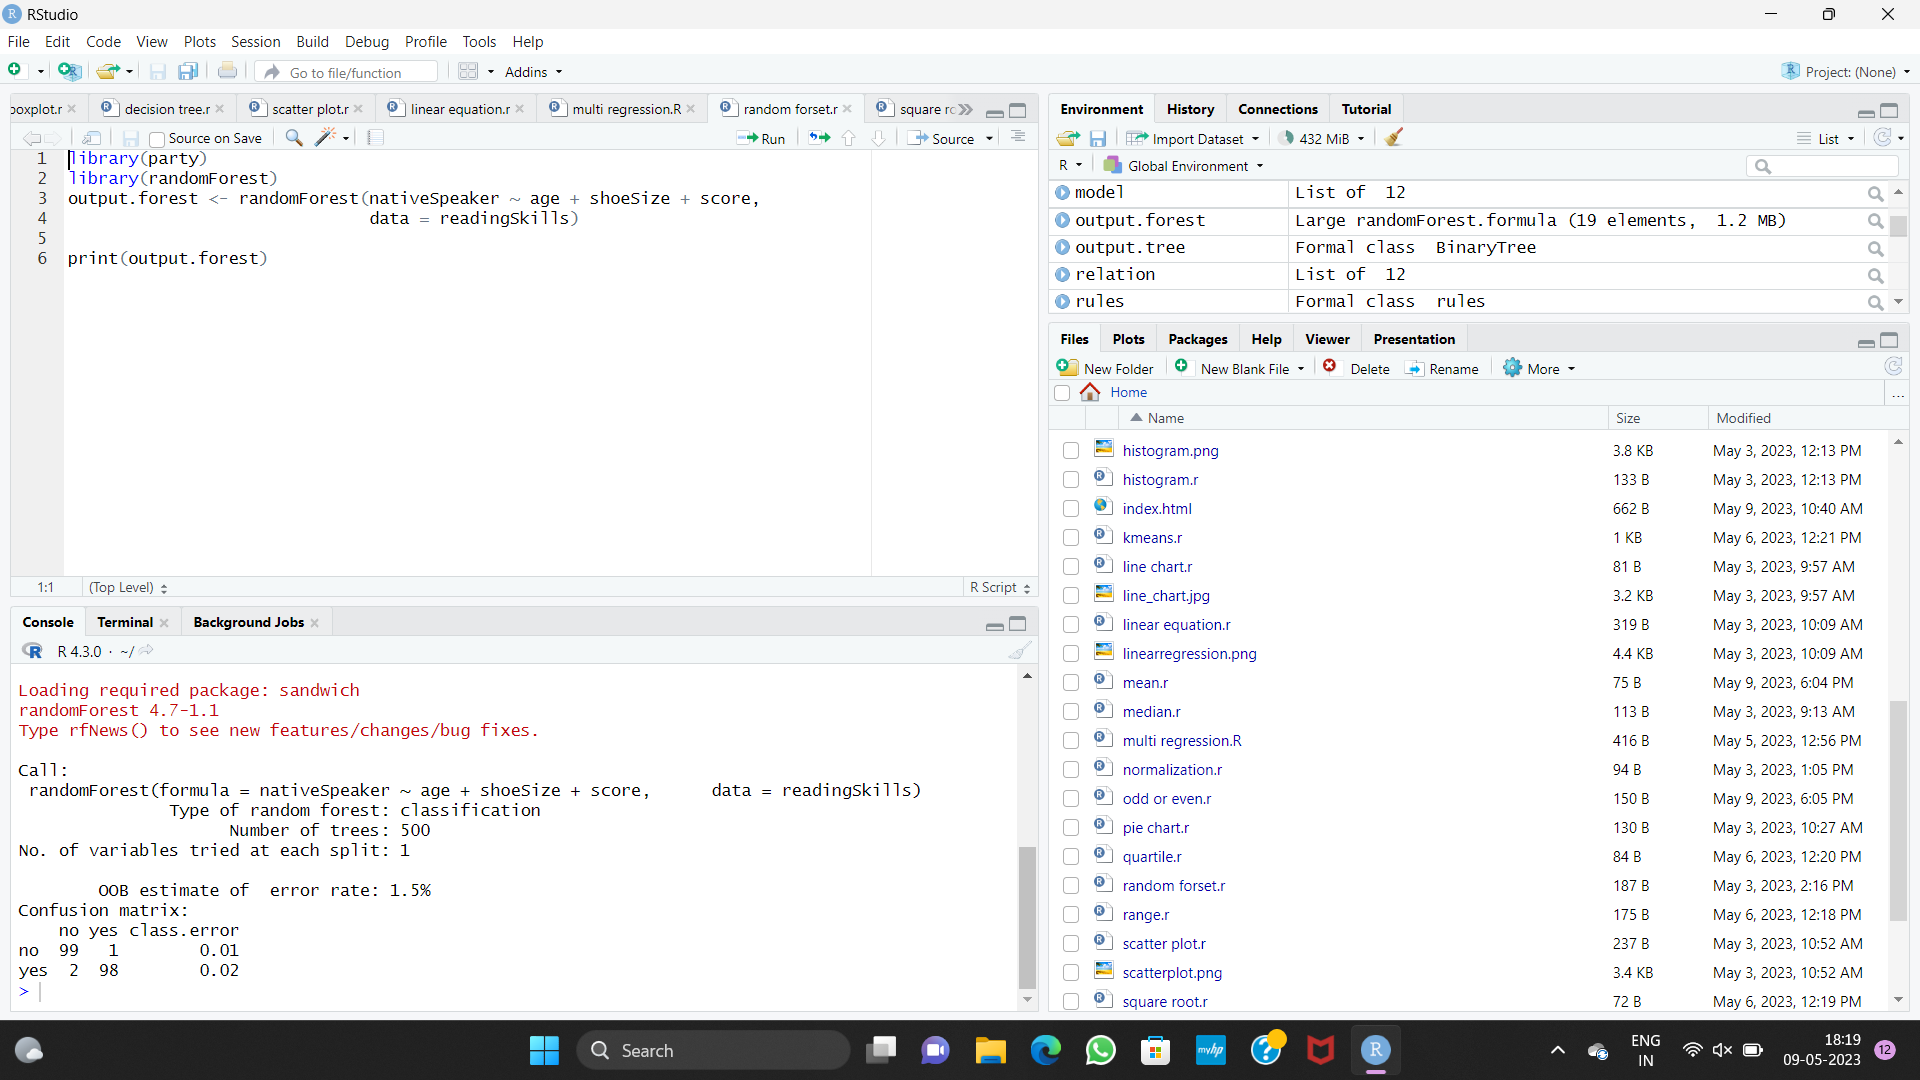 RStudio
File Edit Code View Plots Session Build Debug Profile Tools Help
Go to file/function Addins Project: (None)
boxplot.r decision tree.r scatter plot.r linear equation.r multi regression.R random forset.r square ro
Source on Save Run Source
1 library(party)
2 library(randomForest)
3 output.forest <- randomForest(nativeSpeaker ~ age + shoeSize + score,
4 data = readingSkills)
5
6 print(output.forest)
1:1 (Top Level) R Script
Console Terminal Background Jobs
R 4.3.0 · ~/
Loading required package: sandwich
randomForest 4.7-1.1
Type rfNews() to see new features/changes/bug fixes.
Call:
randomForest(formula = nativeSpeaker ~ age + shoeSize + score, data = readingSkills)
Type of random forest: classification
Number of trees: 500
No. of variables tried at each split: 1
OOB estimate of  error rate: 1.5%
Confusion matrix:
no yes class.error
no 99 1 0.01
yes 2 98 0.02
>
Environment History Connections Tutorial
Import Dataset 432 MiB List
R Global Environment
model List of 12
output.forest Large randomForest.formula (19 elements, 1.2 MB)
output.tree Formal class BinaryTree
relation List of 12
rules Formal class rules
Files Plots Packages Help Viewer Presentation
New Folder New Blank File Delete Rename More
Home ...
Name Size Modified
histogram.png 3.8 KB May 3, 2023, 12:13 PM
histogram.r 133 B May 3, 2023, 12:13 PM
index.html 662 B May 9, 2023, 10:40 AM
kmeans.r 1 KB May 6, 2023, 12:21 PM
line chart.r 81 B May 3, 2023, 9:57 AM
line_chart.jpg 3.2 KB May 3, 2023, 9:57 AM
linear equation.r 319 B May 3, 2023, 10:09 AM
linearregression.png 4.4 KB May 3, 2023, 10:09 AM
mean.r 75 B May 9, 2023, 6:04 PM
median.r 113 B May 3, 2023, 9:13 AM
multi regression.R 416 B May 5, 2023, 12:56 PM
normalization.r 94 B May 3, 2023, 1:05 PM
odd or even.r 150 B May 9, 2023, 6:05 PM
pie chart.r 130 B May 3, 2023, 10:27 AM
quartile.r 84 B May 6, 2023, 12:20 PM
random forset.r 187 B May 3, 2023, 2:16 PM
range.r 175 B May 6, 2023, 12:18 PM
scatter plot.r 237 B May 3, 2023, 10:52 AM
scatterplot.png 3.4 KB May 3, 2023, 10:52 AM
square root.r 72 B May 6, 2023, 12:19 PM
Search myhp R
ENG
IN
18:19
09-05-2023
12